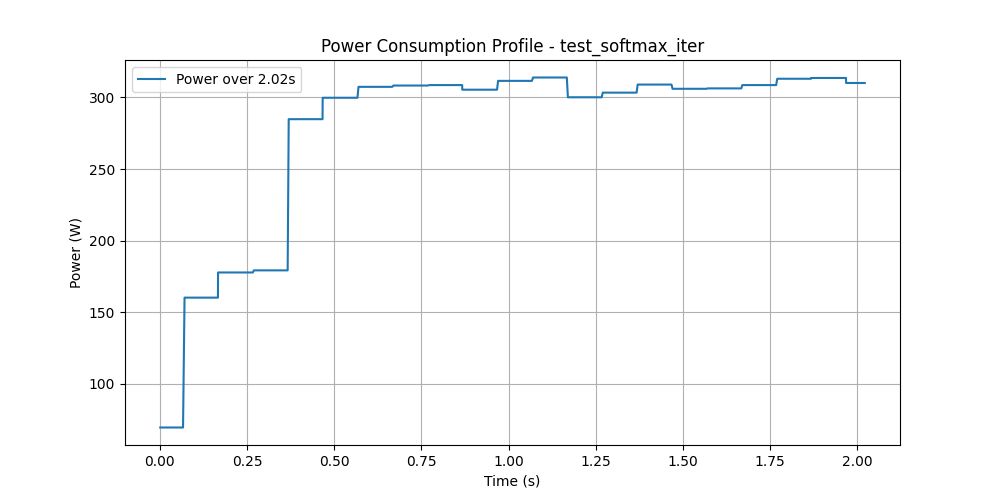 Power Consumption Profile - test_softmax_iter
Power over 2.02s
Power (W)
300
250
200
150
100
0.00 0.25 0.50 0.75 1.00 1.25 1.50 1.75 2.00
Time (s)